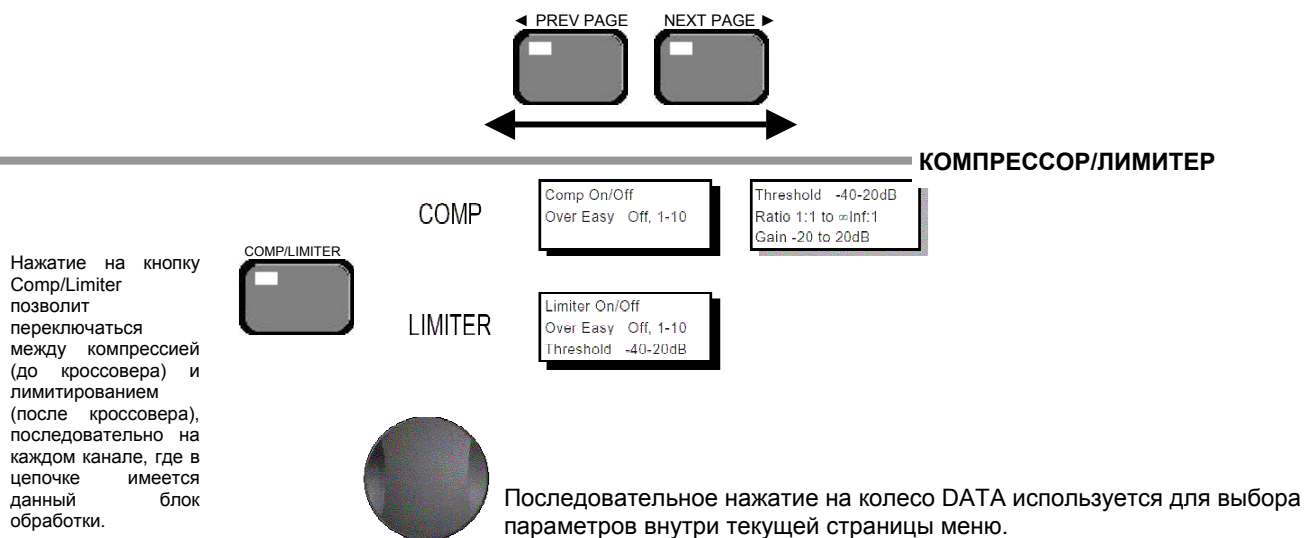 ◄ PREV PAGE NEXT PAGE ►
КОМПРЕССОР/ЛИМИТЕР
COMP
Comp On/Off
Over Easy Off, 1-10
Threshold -40-20dB
Ratio 1:1 to ∞Inf:1
Gain -20 to 20dB
Нажатие на кнопку
Comp/Limiter
позволит
переключаться
между компрессией
(до кроссовера) и
лимитированием
(после кроссовера),
последовательно на
каждом канале, где в
цепочке имеется
данный блок
обработки.
COMP/LIMITER
LIMITER
Limiter On/Off
Over Easy Off, 1-10
Threshold -40-20dB
Последовательное нажатие на колесо DATA используется для выбора
параметров внутри текущей страницы меню.